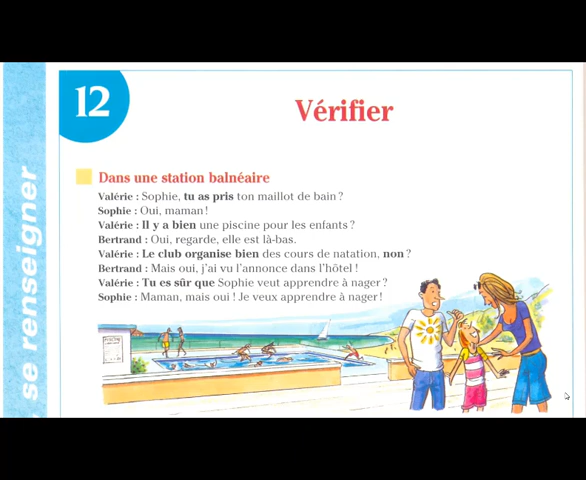 12
Vérifier
se renseigner
Dans une station balnéaire
Valérie : Sophie, tu as pris ton maillot de bain ?
Sophie : Oui, maman !
Valérie : Il y a bien une piscine pour les enfants ?
Bertrand : Oui, regarde, elle est là-bas.
Valérie : Le club organise bien des cours de natation, non ?
Bertrand : Mais oui, j'ai vu l'annonce dans l'hôtel !
Valérie : Tu es sûr que Sophie veut apprendre à nager ?
Sophie : Maman, mais oui ! Je veux apprendre à nager !